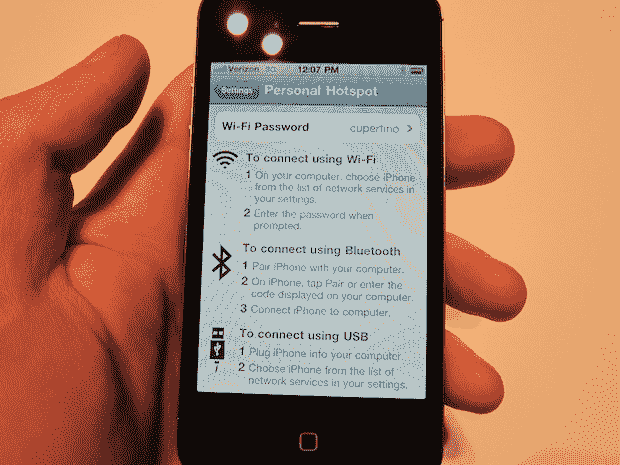 Verizon 3G 12:07 PM
Settings Personal Hotspot
Wi-Fi Password cupertino >
To connect using Wi-Fi
1 On your computer, choose iPhone
from the list of network services in
your settings.
2 Enter the password when
prompted.
To connect using Bluetooth
1 Pair iPhone with your computer.
2 On iPhone, tap Pair or enter the
code displayed on your computer.
3 Connect iPhone to computer.
To connect using USB
1 Plug iPhone into your computer.
2 Choose iPhone from the list of
network services in your settings.